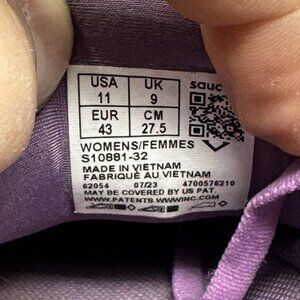 USA UK sauc
11 9
EUR CM
43 27.5
WOMENS/FEMMES
S10881-32
MADE IN VIETNAM
FABRIQUÉ AU VIETNAM
62054 07/23 4700576210
MAY BE COVERED BY US PAT.
WWW.PATENTS.WWWINC.COM